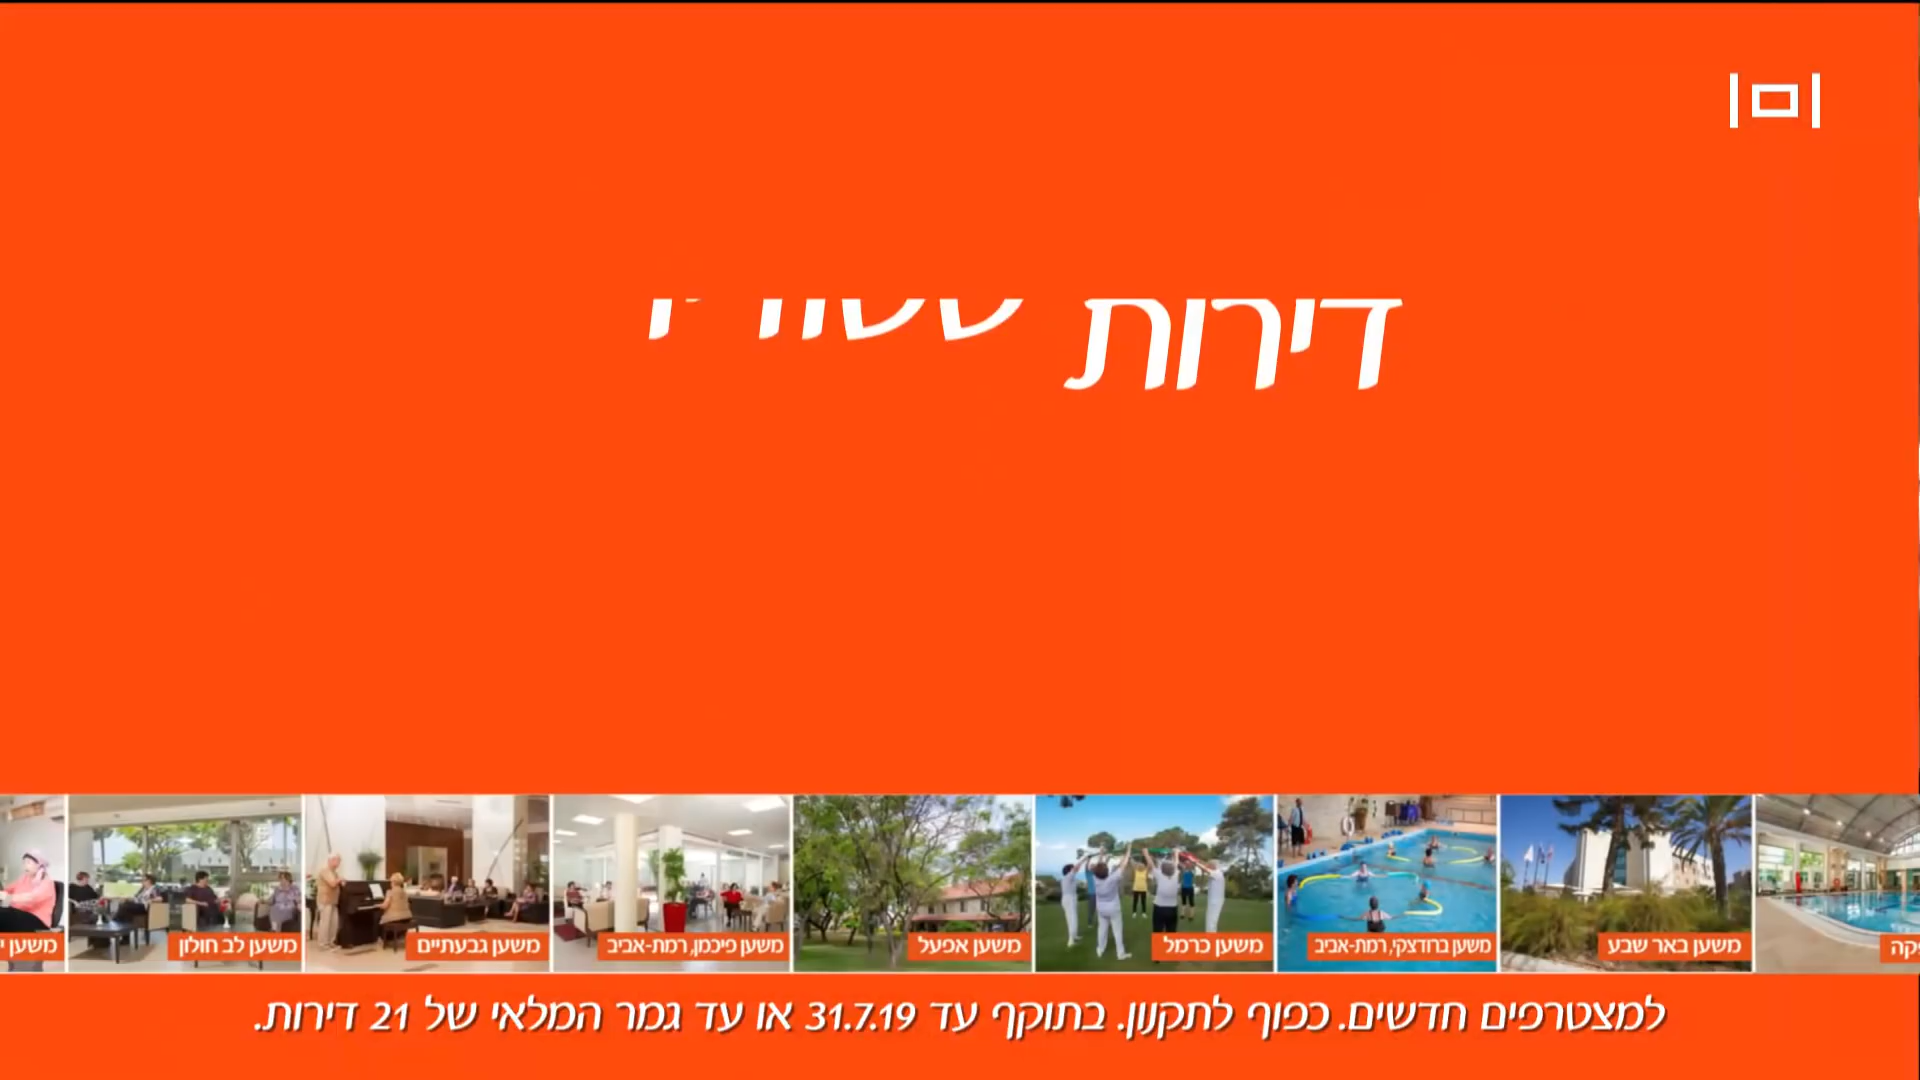 דירות
משען לב חולון
משען גבעתיים
משען פיכמן, רמת-אביב
משען אפעל
משען כרמל
משען ברודצקי, רמת-אביב
משען באר שבע
למצטרפים חדשים. כפוף לתקנון. בתוקף עד 31.7.19 או עד גמר המלאי של 21 דירות.